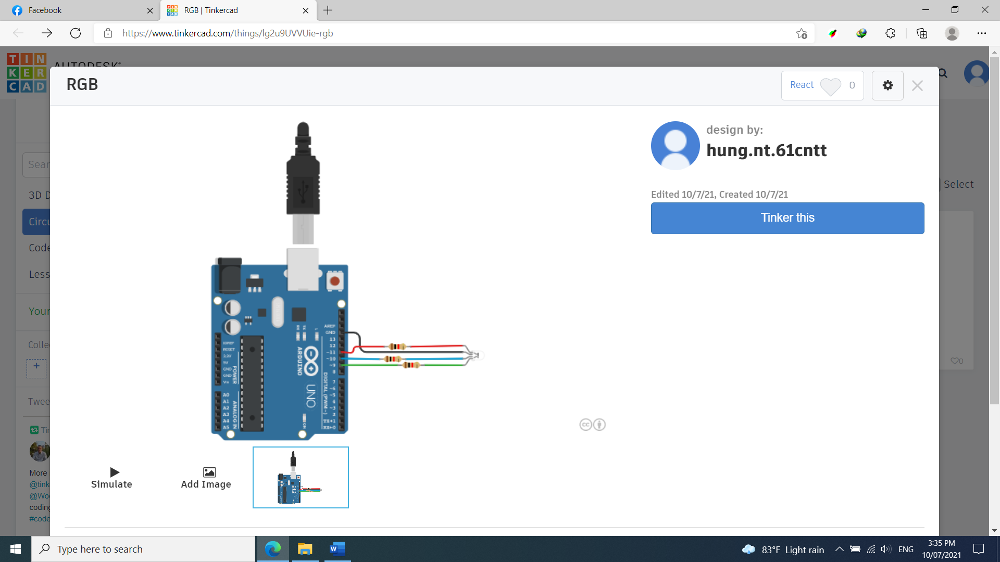 Facebook
RGB | Tinkercad
https://www.tinkercad.com/things/lg2u9UVVUie-rgb
TIN
KER
CAD
AUTODESK
RGB
React
0
design by:
hung.nt.61cntt
Edited 10/7/21, Created 10/7/21
Tinker this
Sear
3D D
Circu
Code
Less
Your
Colle
+
Twee
Tin
More
@tink
@Woo
coding
#code
Select
0
AREF
GND
13
12
~11
~10
~9
8
7
~6
~5
4
~3
2
TX→1
RX←0
DIGITAL (PWM~)
TX
RX
L
ARDUINO
UNO
ON
IOREF
RESET
3.3V
5V
GND
GND
Vin
POWER
A0
A1
A2
A3
A4
A5
ANALOG IN
cc
Simulate
Add Image
Type here to search
83°F Light rain
ENG
3:35 PM
10/07/2021